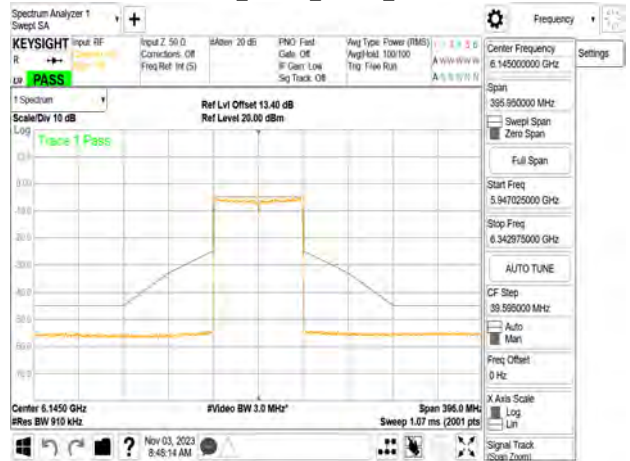 Spectrum Analyzer 1
Swept SA
Frequency
KEYSIGHT
Input: RF
Input Z: 50 Ω
#Atten: 20 dB
PNO: Fast
Avg Type: Power (RMS)
R
Corrections: Off
Gate: Off
Avg|Hold: 100/100
Freq Ref: Int (S)
IF Gain: Low
Trig: Free Run
Sig Track: Off
PASS
Center Frequency
6.145000000 GHz
Settings
Span
395.950000 MHz
Swept Span
Zero Span
Full Span
Start Freq
5.947025000 GHz
Stop Freq
6.342975000 GHz
AUTO TUNE
CF Step
39.595000 MHz
Auto
Man
Freq Offset
0 Hz
X Axis Scale
Log
Lin
Signal Track
(Span Zoom)
1 Spectrum
Scale/Div 10 dB
Ref Lvl Offset 13.40 dB
Ref Level 20.00 dBm
Log
Trace 1 Pass
Center 6.1450 GHz
#Video BW 3.0 MHz*
Span 396.0 MHz
#Res BW 910 kHz
Sweep 1.07 ms (2001 pts
Nov 03, 2023
8:48:14 AM